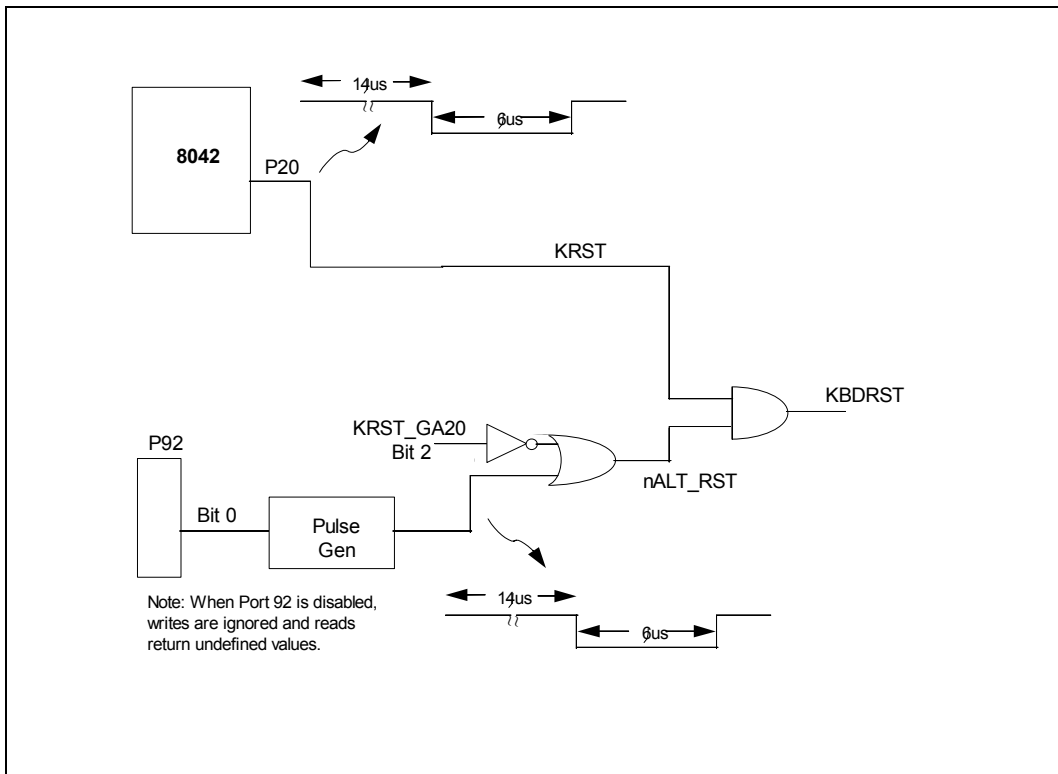 14us
6us
8042
P20
KRST
KBDRST
KRST_GA20
Bit 2
nALT_RST
P92
Bit 0
Pulse
Gen
14us
6us
Note: When Port 92 is disabled,
writes are ignored and reads
return undefined values.